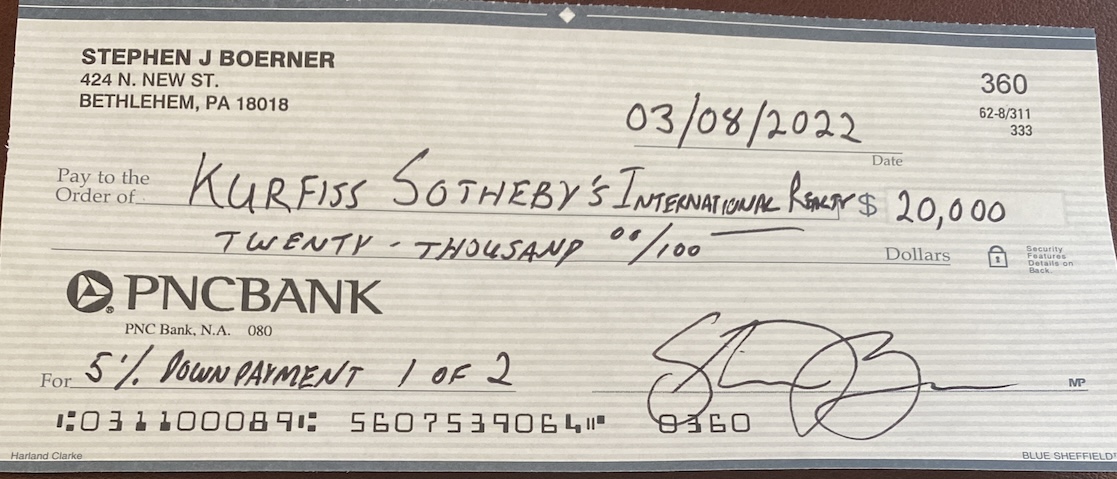 STEPHEN J BOERNER
424 N. NEW ST.
BETHLEHEM, PA 18018
360
62-8/311
333
03/08/2022
Date
Pay to the
Order of KURFISS SOTHEBY'S INTERNATIONAL REALTY $ 20,000
TWENTY - THOUSAND 00/100 Dollars
Security
Features
Details on
Back.
PNCBANK
PNC Bank, N.A. 080
For 5% DOWNPAYMENT 1 OF 2
MP
⑆031100089⑆ 5607539064⑈ 0360
Harland Clarke
BLUE SHEFFIELD